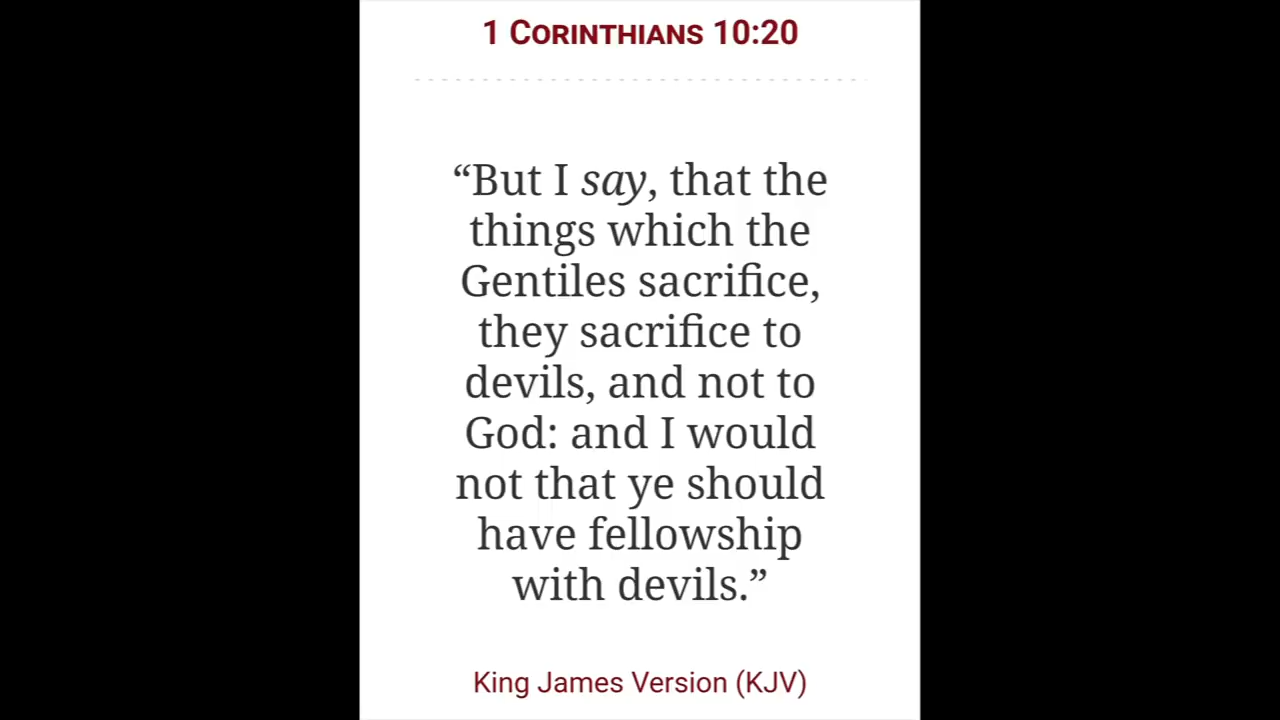 1 Corinthians 10:20
“But I say, that the
things which the
Gentiles sacrifice,
they sacrifice to
devils, and not to
God: and I would
not that ye should
have fellowship
with devils.”
King James Version (KJV)